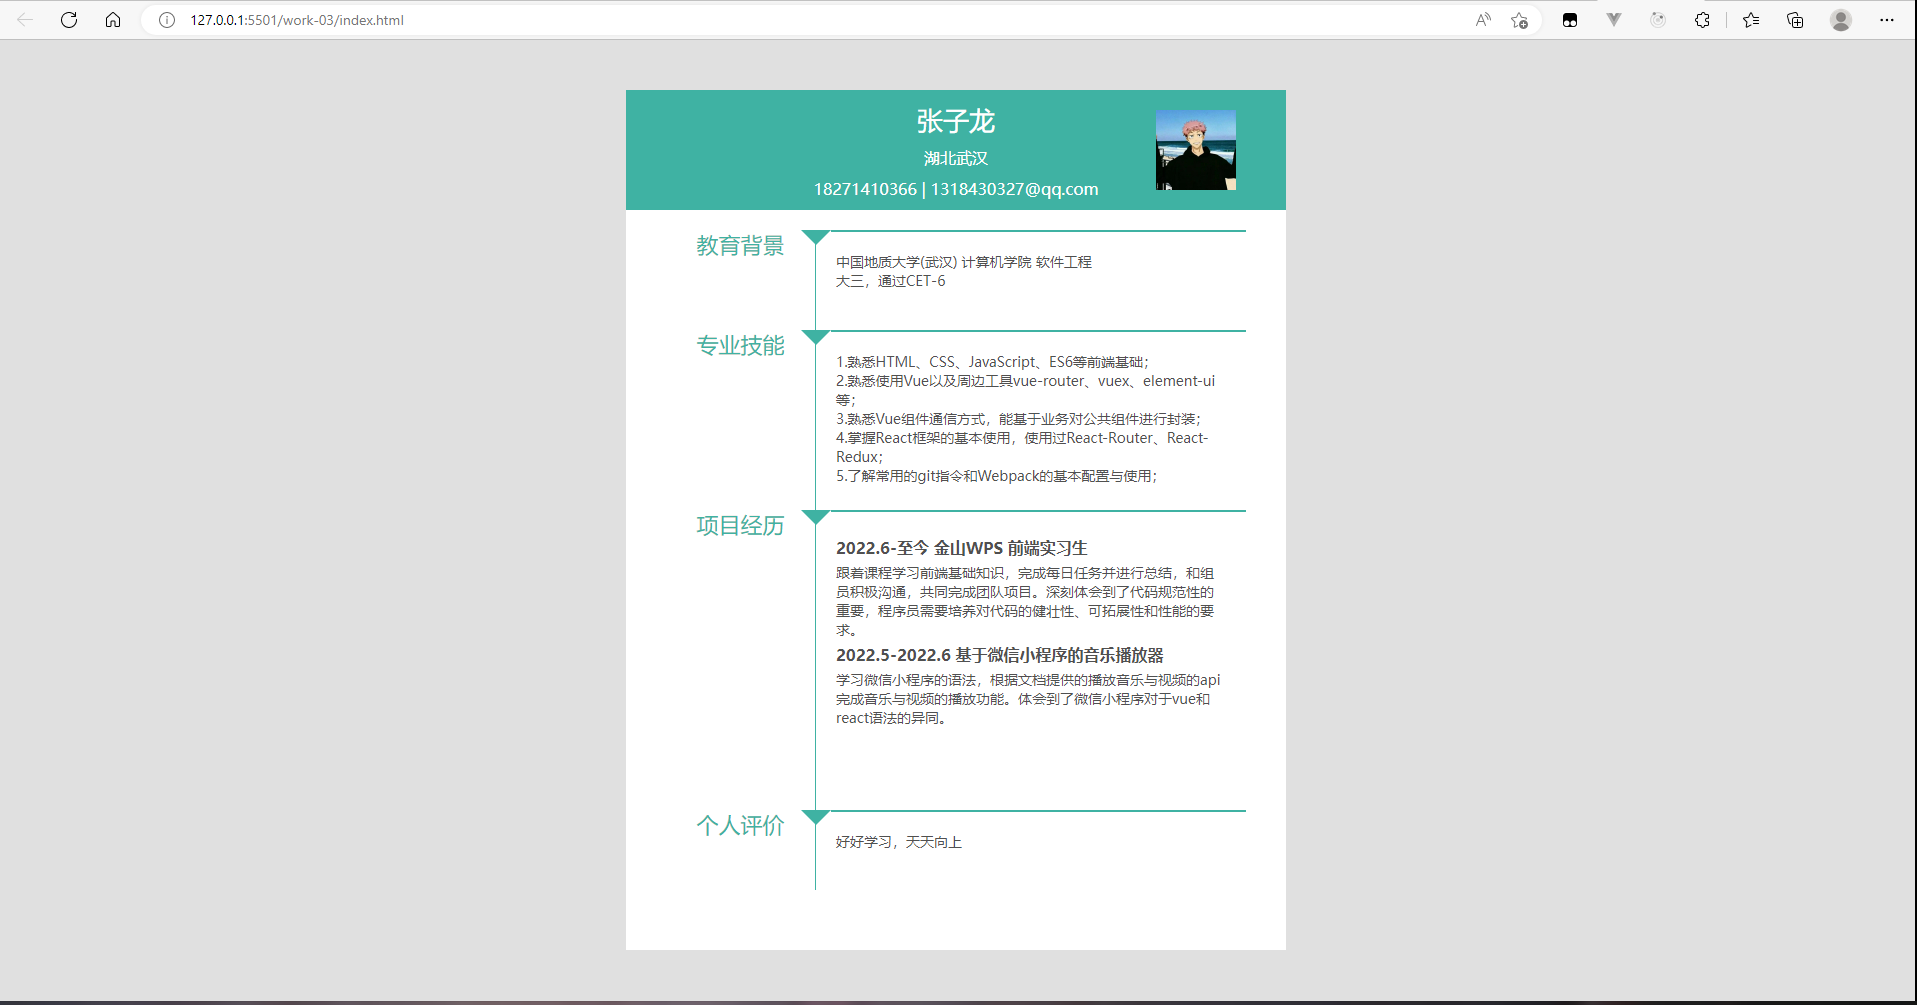 127.0.0.1:5501/work-03/index.html
张子龙
湖北武汉
18271410366 | 1318430327@qq.com
教育背景
中国地质大学(武汉) 计算机学院 软件工程
大三，通过CET-6
专业技能
1.熟悉HTML、CSS、JavaScript、ES6等前端基础；
2.熟悉使用Vue以及周边工具vue-router、vuex、element-ui
等；
3.熟悉Vue组件通信方式，能基于业务对公共组件进行封装；
4.掌握React框架的基本使用，使用过React-Router、React-
Redux；
5.了解常用的git指令和Webpack的基本配置与使用；
项目经历
2022.6-至今 金山WPS 前端实习生
跟着课程学习前端基础知识，完成每日任务并进行总结，和组
员积极沟通，共同完成团队项目。深刻体会到了代码规范性的
重要，程序员需要培养对代码的健壮性、可拓展性和性能的要
求。
2022.5-2022.6 基于微信小程序的音乐播放器
学习微信小程序的语法，根据文档提供的播放音乐与视频的api
完成音乐与视频的播放功能。体会到了微信小程序对于vue和
react语法的异同。
个人评价
好好学习，天天向上